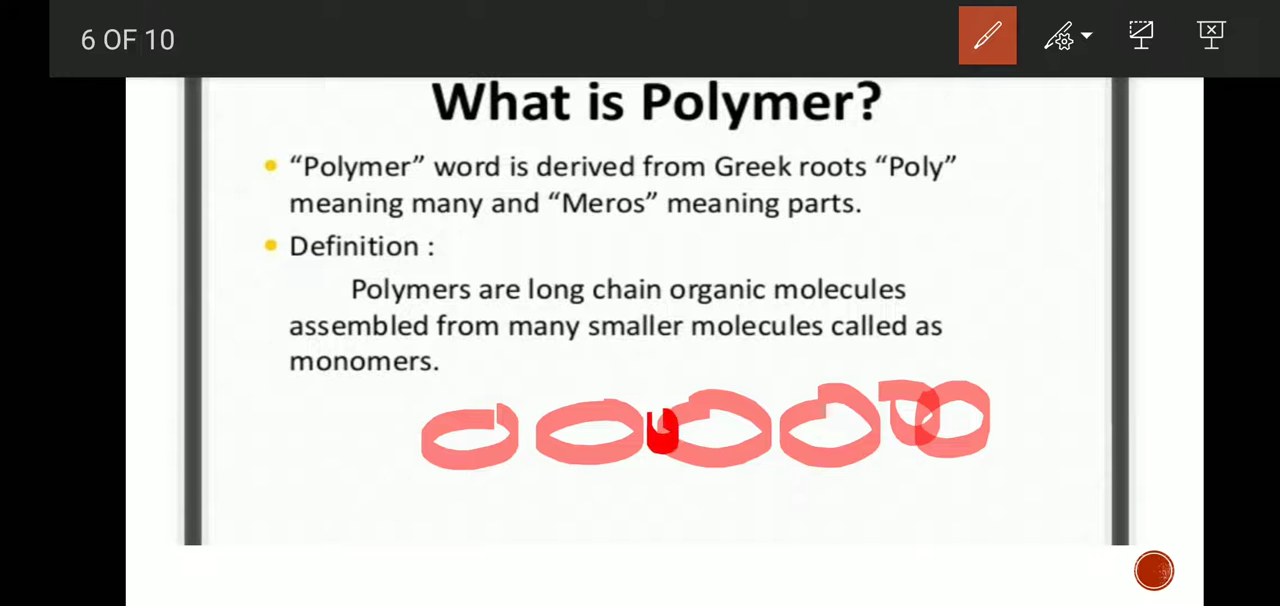 6 OF 10
What is Polymer?
“Polymer” word is derived from Greek roots “Poly”
meaning many and “Meros” meaning parts.
Definition :
Polymers are long chain organic molecules
assembled from many smaller molecules called as
monomers.